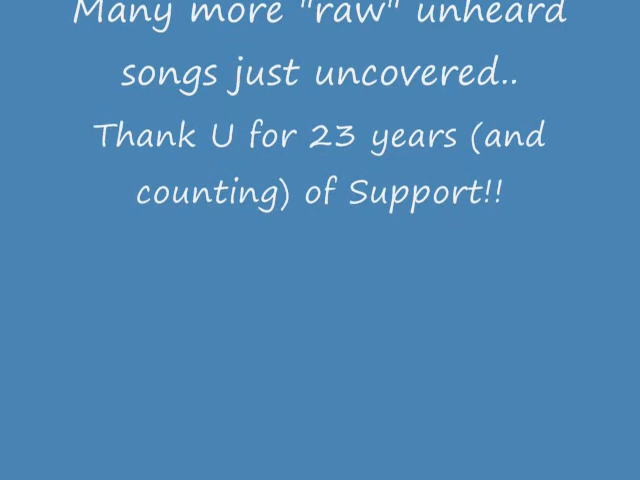 Many more "raw" unheard
songs just uncovered..
Thank U for 23 years (and
counting) of Support!!